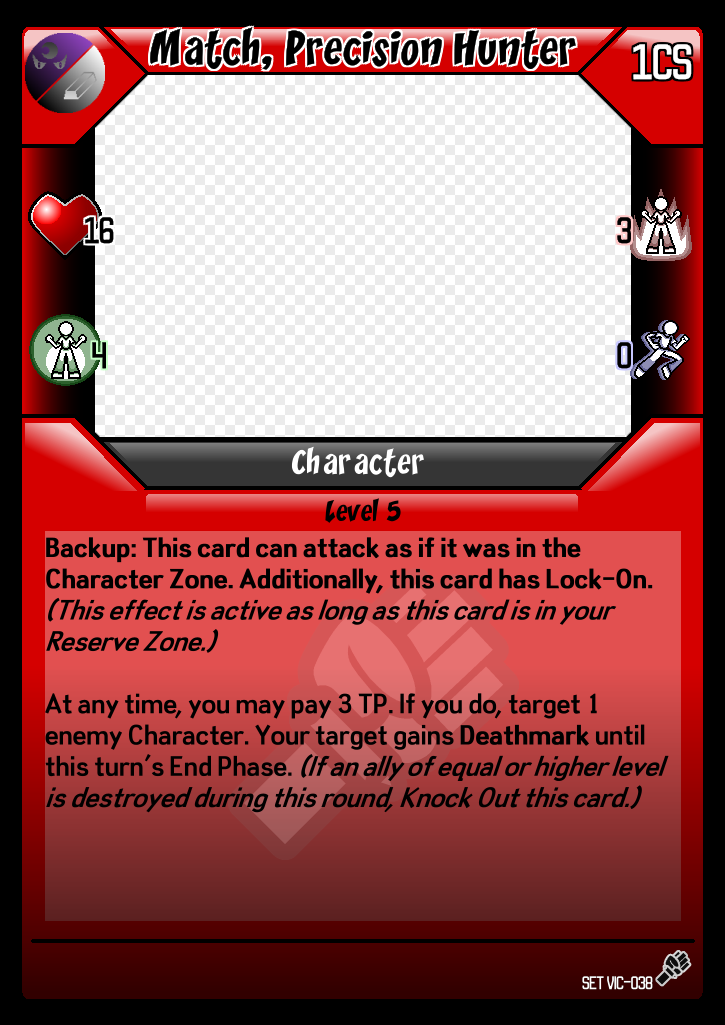 Match, Precision Hunter
1CS
16
3
4
0
Character
Level 5
Backup: This card can attack as if it was in the
Character Zone. Additionally, this card has Lock-On.
(This effect is active as long as this card is in your
Reserve Zone.)
At any time, you may pay 3 TP. If you do, target 1
enemy Character. Your target gains Deathmark until
this turn's End Phase. (If an ally of equal or higher level
is destroyed during this round, Knock Out this card.)
SET VIC-038